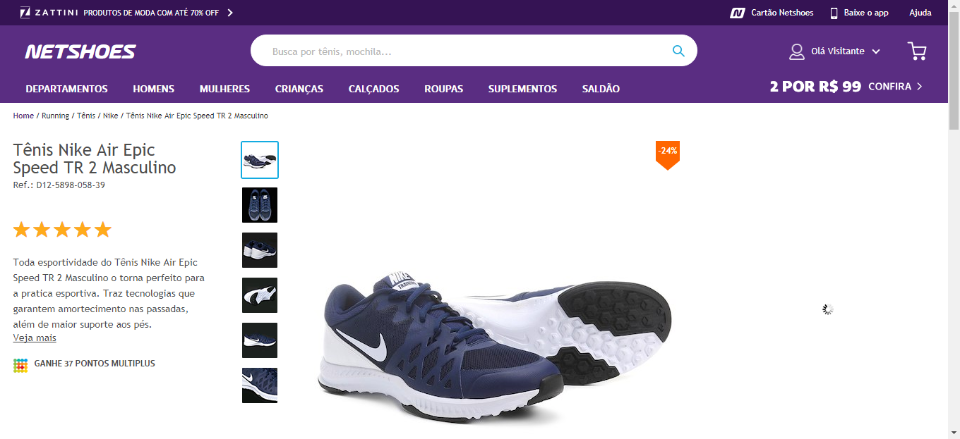 ZATTINI PRODUTOS DE MODA COM ATÉ 70% OFF
Cartão Netshoes Baixe o app Ajuda
NETSHOES
Busca por tênis, mochila...
Olá Visitante
DEPARTAMENTOS HOMENS MULHERES CRIANÇAS CALÇADOS ROUPAS SUPLEMENTOS SALDÃO
2 POR R$ 99 CONFIRA
Home / Running / Tênis / Nike / Tênis Nike Air Epic Speed TR 2 Masculino
Tênis Nike Air Epic
Speed TR 2 Masculino
Ref.: D12-5898-058-39
-24%
Toda esportividade do Tênis Nike Air Epic
Speed TR 2 Masculino o torna perfeito para
a pratica esportiva. Traz tecnologias que
garantem amortecimento nas passadas,
além de maior suporte aos pés.
Veja mais
GANHE 37 PONTOS MULTIPLUS
NIKE
TRAINING